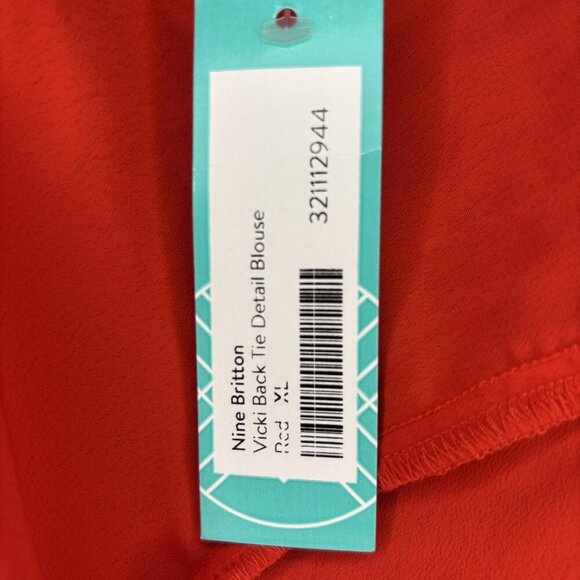 Nine Britton
Vicki Back Tie Detail Blouse
Red XL
321112944